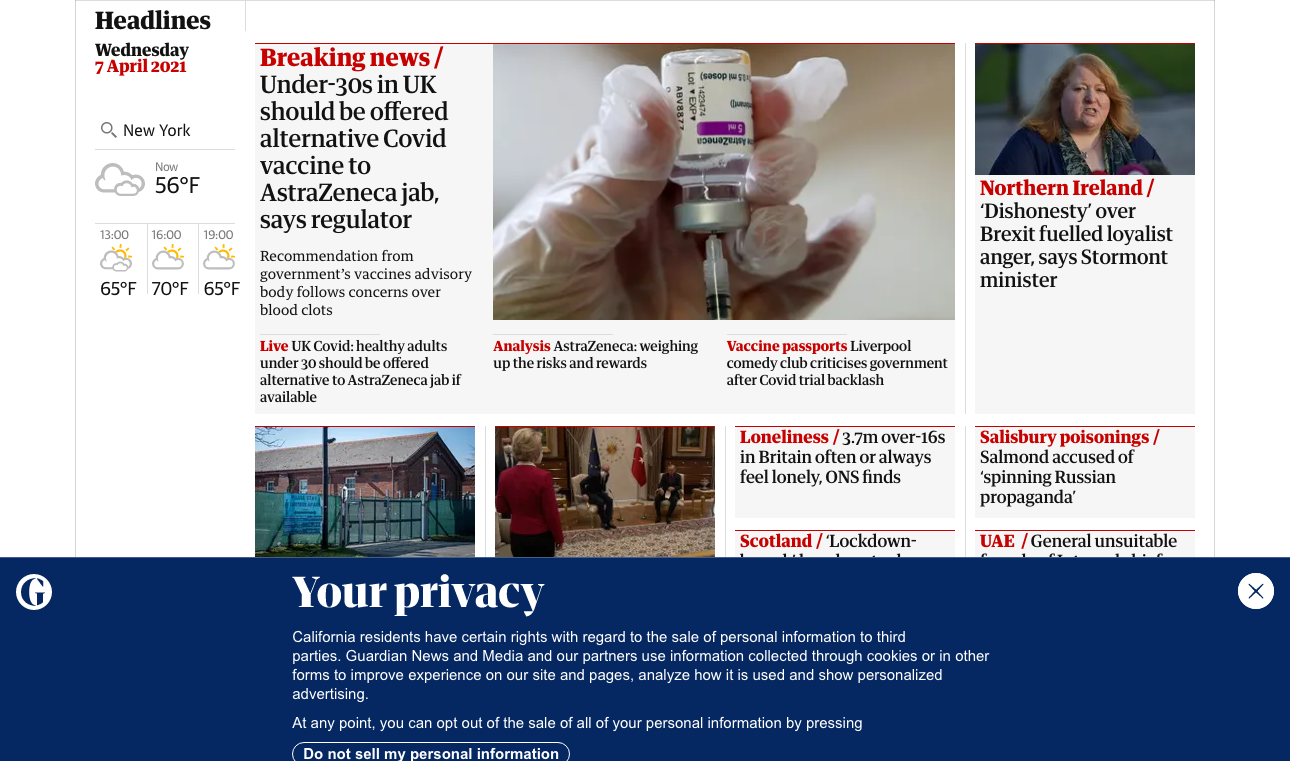 Headlines
Wednesday
7 April 2021
New York
Now
56°F
13:00
16:00
19:00
65°F
70°F
65°F
Breaking news /
Under-30s in UK
should be offered
alternative Covid
vaccine to
AstraZeneca jab,
says regulator
Recommendation from
government’s vaccines advisory
body follows concerns over
blood clots
5 ml
AstraZeneca
ABV8877
1423474
Lot
EXP
Northern Ireland /
‘Dishonesty’ over
Brexit fuelled loyalist
anger, says Stormont
minister
Live UK Covid: healthy adults
under 30 should be offered
alternative to AstraZeneca jab if
available
Analysis AstraZeneca: weighing
up the risks and rewards
Vaccine passports Liverpool
comedy club criticises government
after Covid trial backlash
Loneliness / 3.7m over-16s
in Britain often or always
feel lonely, ONS finds
Salisbury poisonings /
Salmond accused of
‘spinning Russian
propaganda’
Scotland / ‘Lockdown-
UAE / General unsuitable
G
Your privacy
California residents have certain rights with regard to the sale of personal information to third
parties. Guardian News and Media and our partners use information collected through cookies or in other
forms to improve experience on our site and pages, analyze how it is used and show personalized
advertising.
At any point, you can opt out of the sale of all of your personal information by pressing
Do not sell my personal information